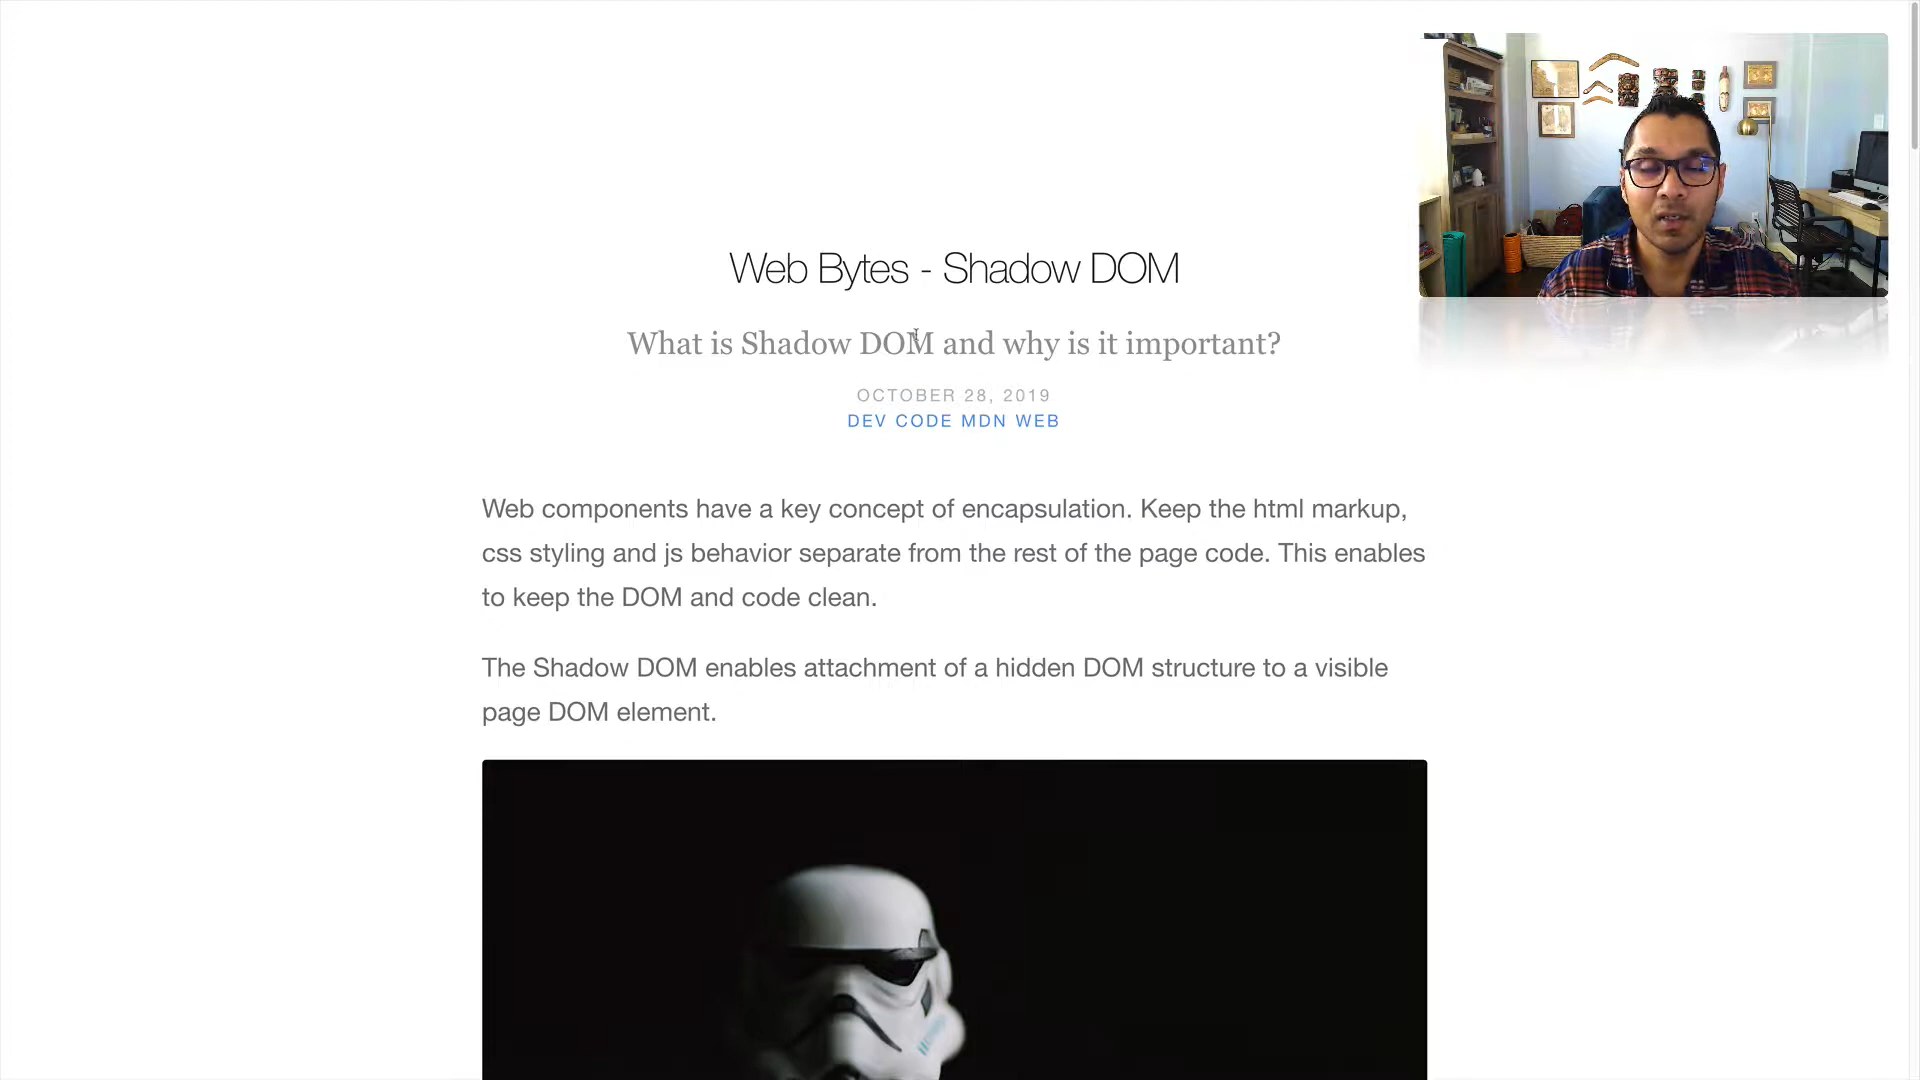 Web Bytes - Shadow DOM
What is Shadow DOM and why is it important?
OCTOBER 28, 2019
DEV CODE MDN WEB
Web components have a key concept of encapsulation. Keep the html markup,
css styling and js behavior separate from the rest of the page code. This enables
to keep the DOM and code clean.
The Shadow DOM enables attachment of a hidden DOM structure to a visible
page DOM element.